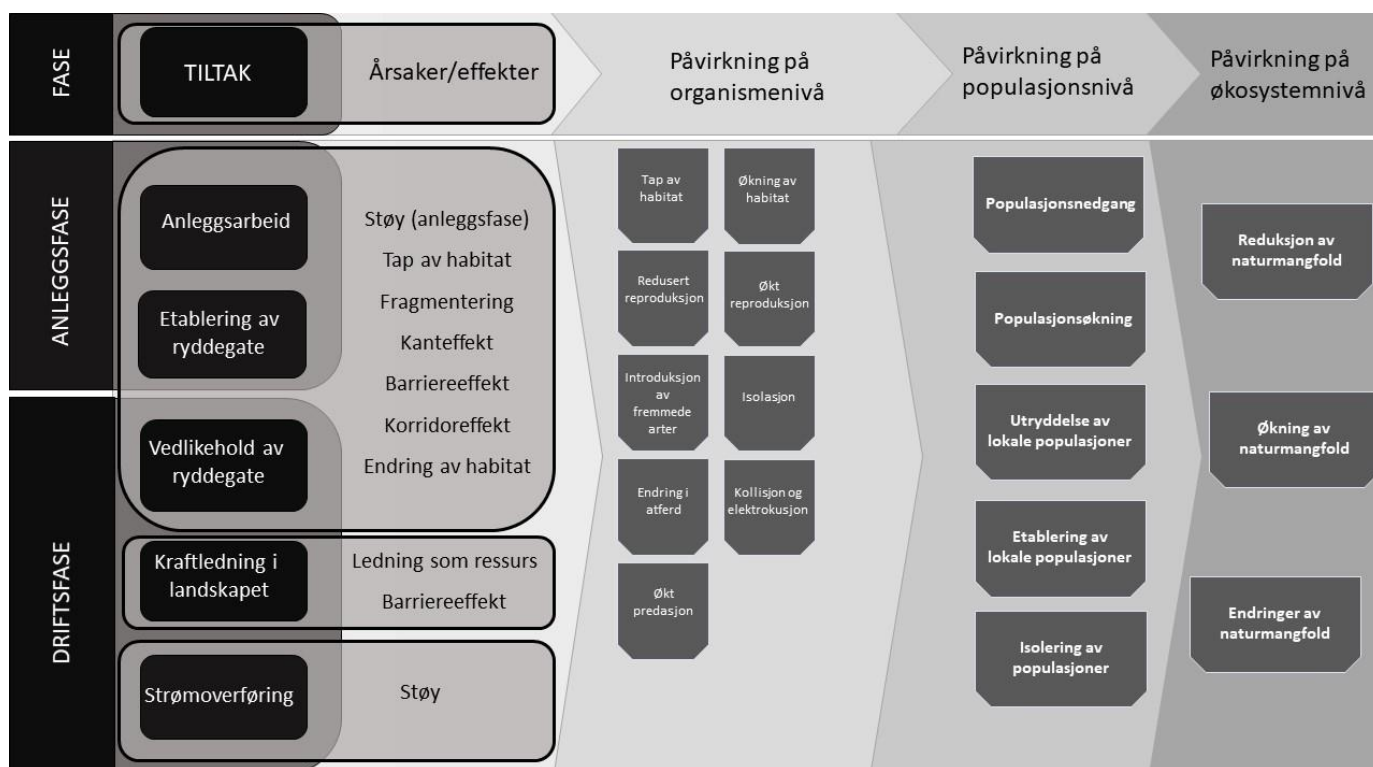 FASE
TILTAK
Årsaker/effekter
Påvirkning på
organismenivå
Påvirkning på
populasjonsnivå
Påvirkning på
økosystemnivå
ANLEGGSFASE
Anleggsarbeid
Etablering av
ryddegate
DRIFTSFASE
Vedlikehold av
ryddegate
Kraftledning i
landskapet
Strømoverføring
Støy (anleggsfase)
Tap av habitat
Fragmentering
Kanteffekt
Barriereeffekt
Korridoreffekt
Endring av habitat
Ledning som ressurs
Barriereeffekt
Støy
Tap av
habitat
Økning av
habitat
Redusert
reproduksjon
Økt
reproduksjon
Introduksjon
av
fremmede
arter
Isolasjon
Endring i
atferd
Kollisjon og
elektrokusjon
Økt
predasjon
Populasjonsnedgang
Populasjonsøkning
Utryddelse av
lokale populasjoner
Etablering av
lokale populasjoner
Isolering av
populasjoner
Reduksjon av
naturmangfold
Økning av
naturmangfold
Endringer av
naturmangfold